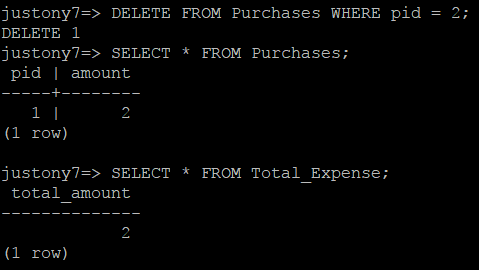 justony7=> DELETE FROM Purchases WHERE pid = 2;
DELETE 1
justony7=> SELECT * FROM Purchases;
 pid | amount
-----+--------
   1 |      2
(1 row)

justony7=> SELECT * FROM Total_Expense;
 total_amount
--------------
            2
(1 row)